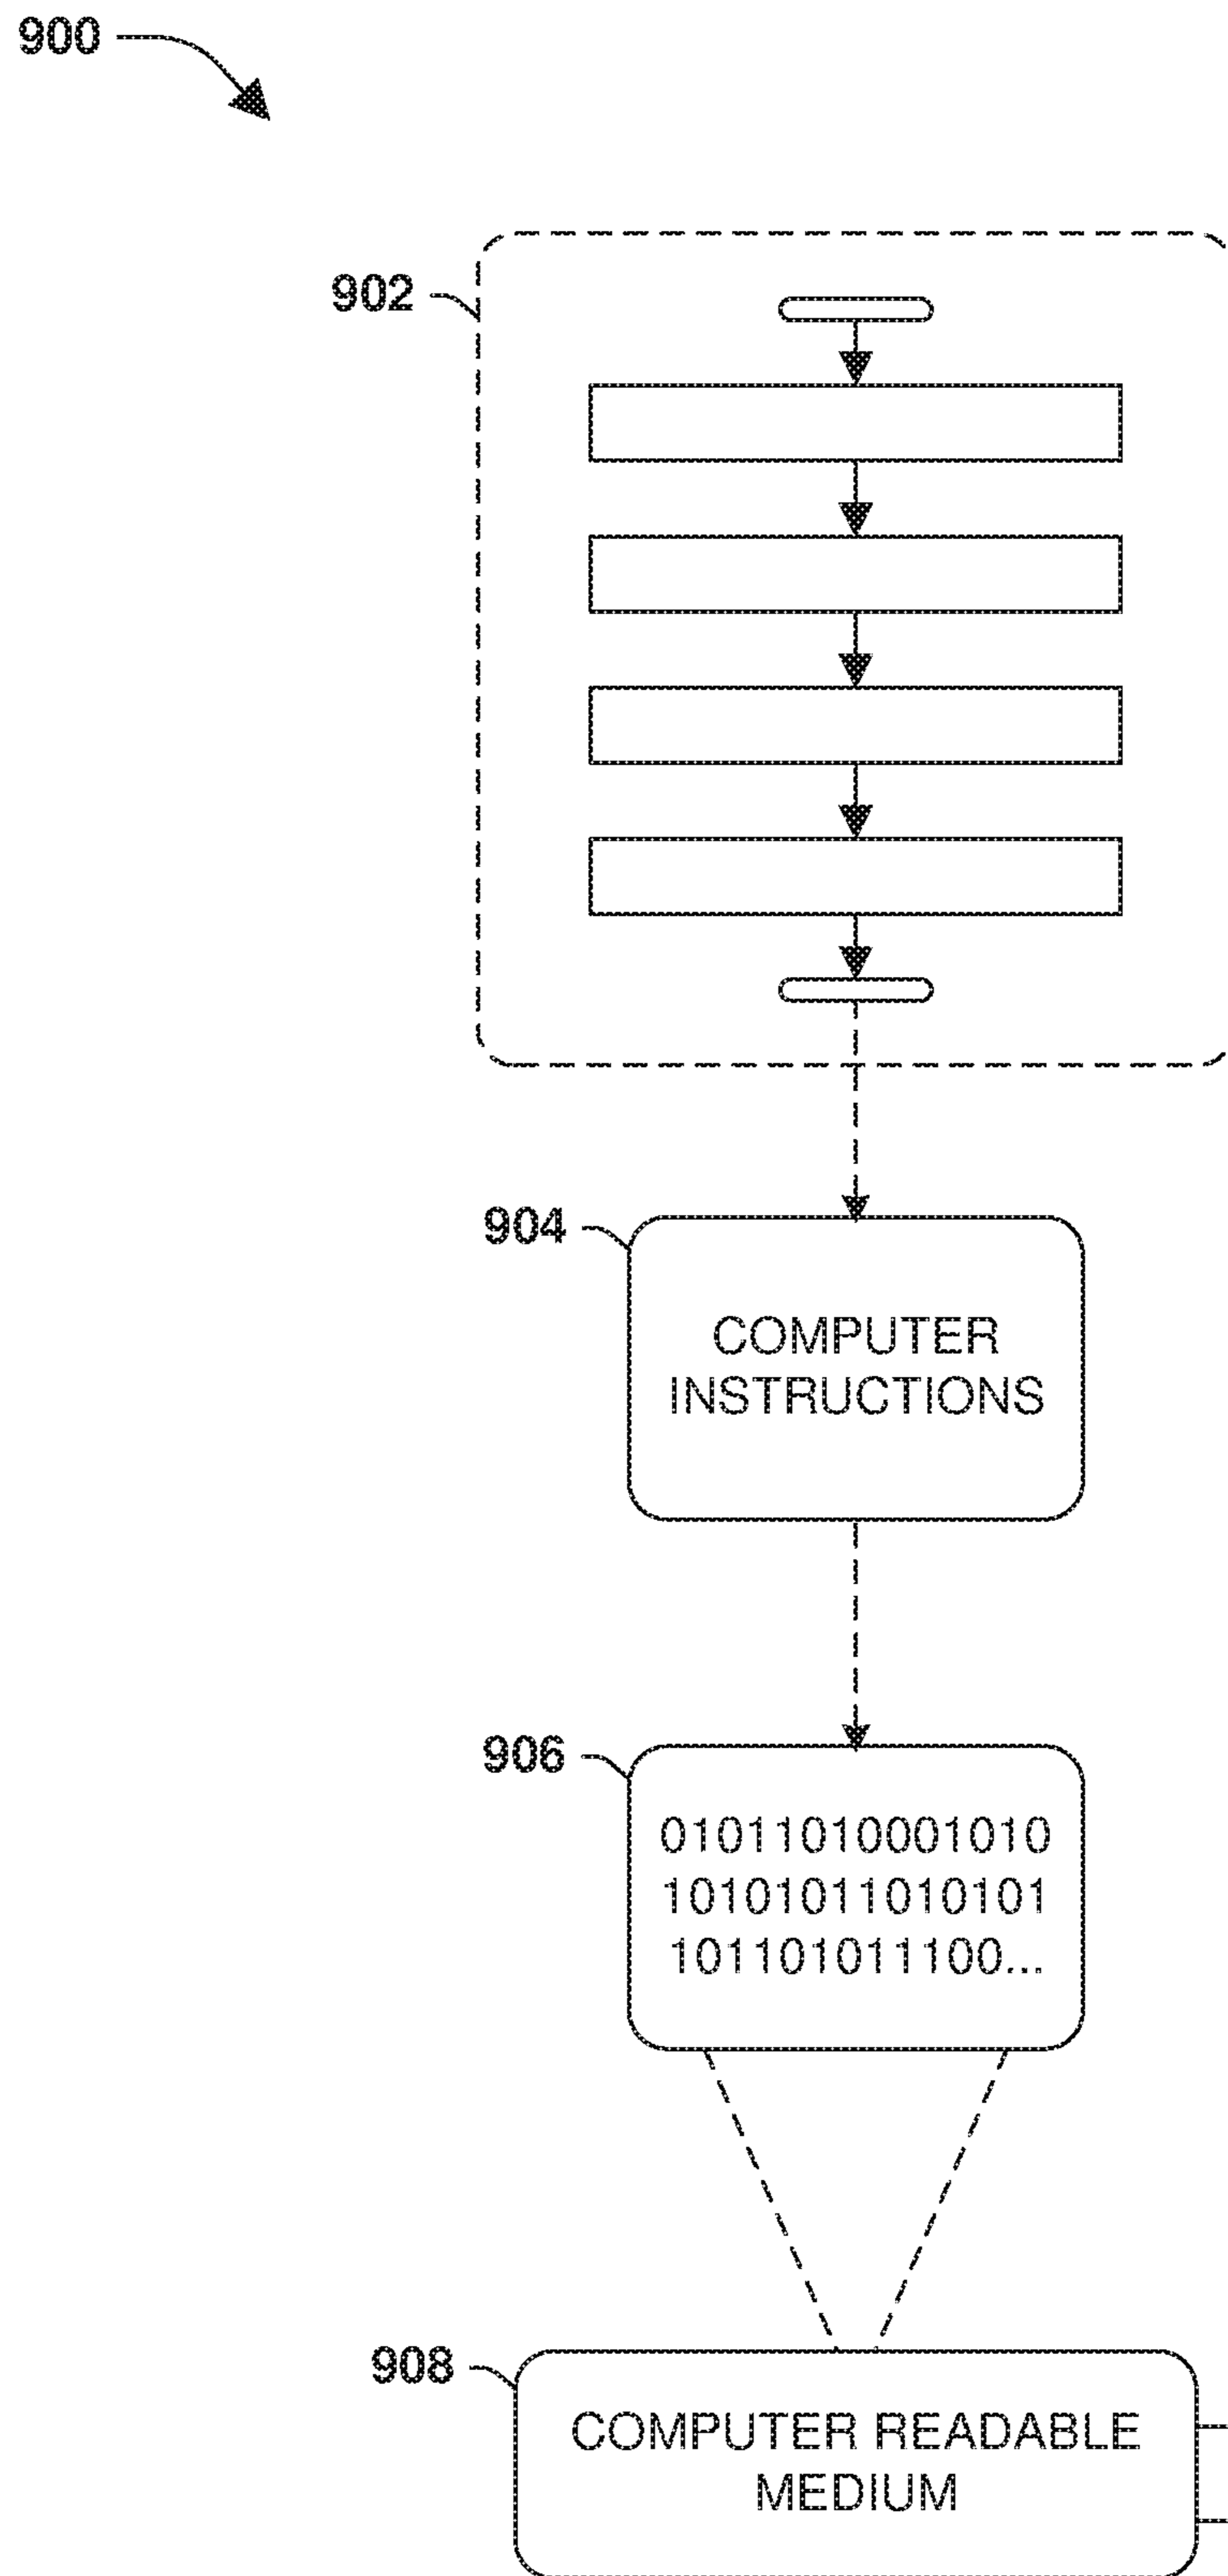 900
902
904
COMPUTER
INSTRUCTIONS
906
01011010001010
10101011010101
101101011100...
908
COMPUTER READABLE
MEDIUM